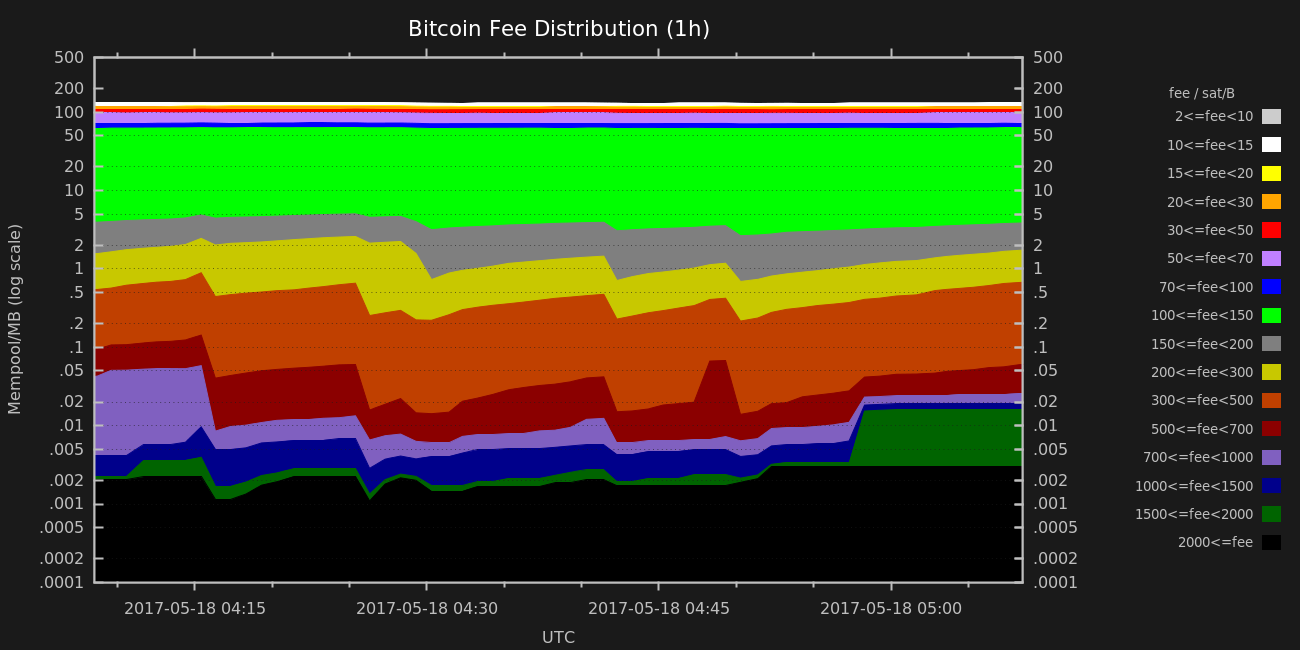 Bitcoin Fee Distribution (1h)
500
200
100
50
20
10
5
2
1
.5
.2
.1
.05
.02
.01
.005
.002
.001
.0005
.0002
.0001
Mempool/MB (log scale)
500
200
100
50
20
10
5
2
1
.5
.2
.1
.05
.02
.01
.005
.002
.001
.0005
.0002
.0001
2017-05-18 04:15 2017-05-18 04:30 2017-05-18 04:45 2017-05-18 05:00
UTC
fee / sat/B
2<=fee<10
10<=fee<15
15<=fee<20
20<=fee<30
30<=fee<50
50<=fee<70
70<=fee<100
100<=fee<150
150<=fee<200
200<=fee<300
300<=fee<500
500<=fee<700
700<=fee<1000
1000<=fee<1500
1500<=fee<2000
2000<=fee